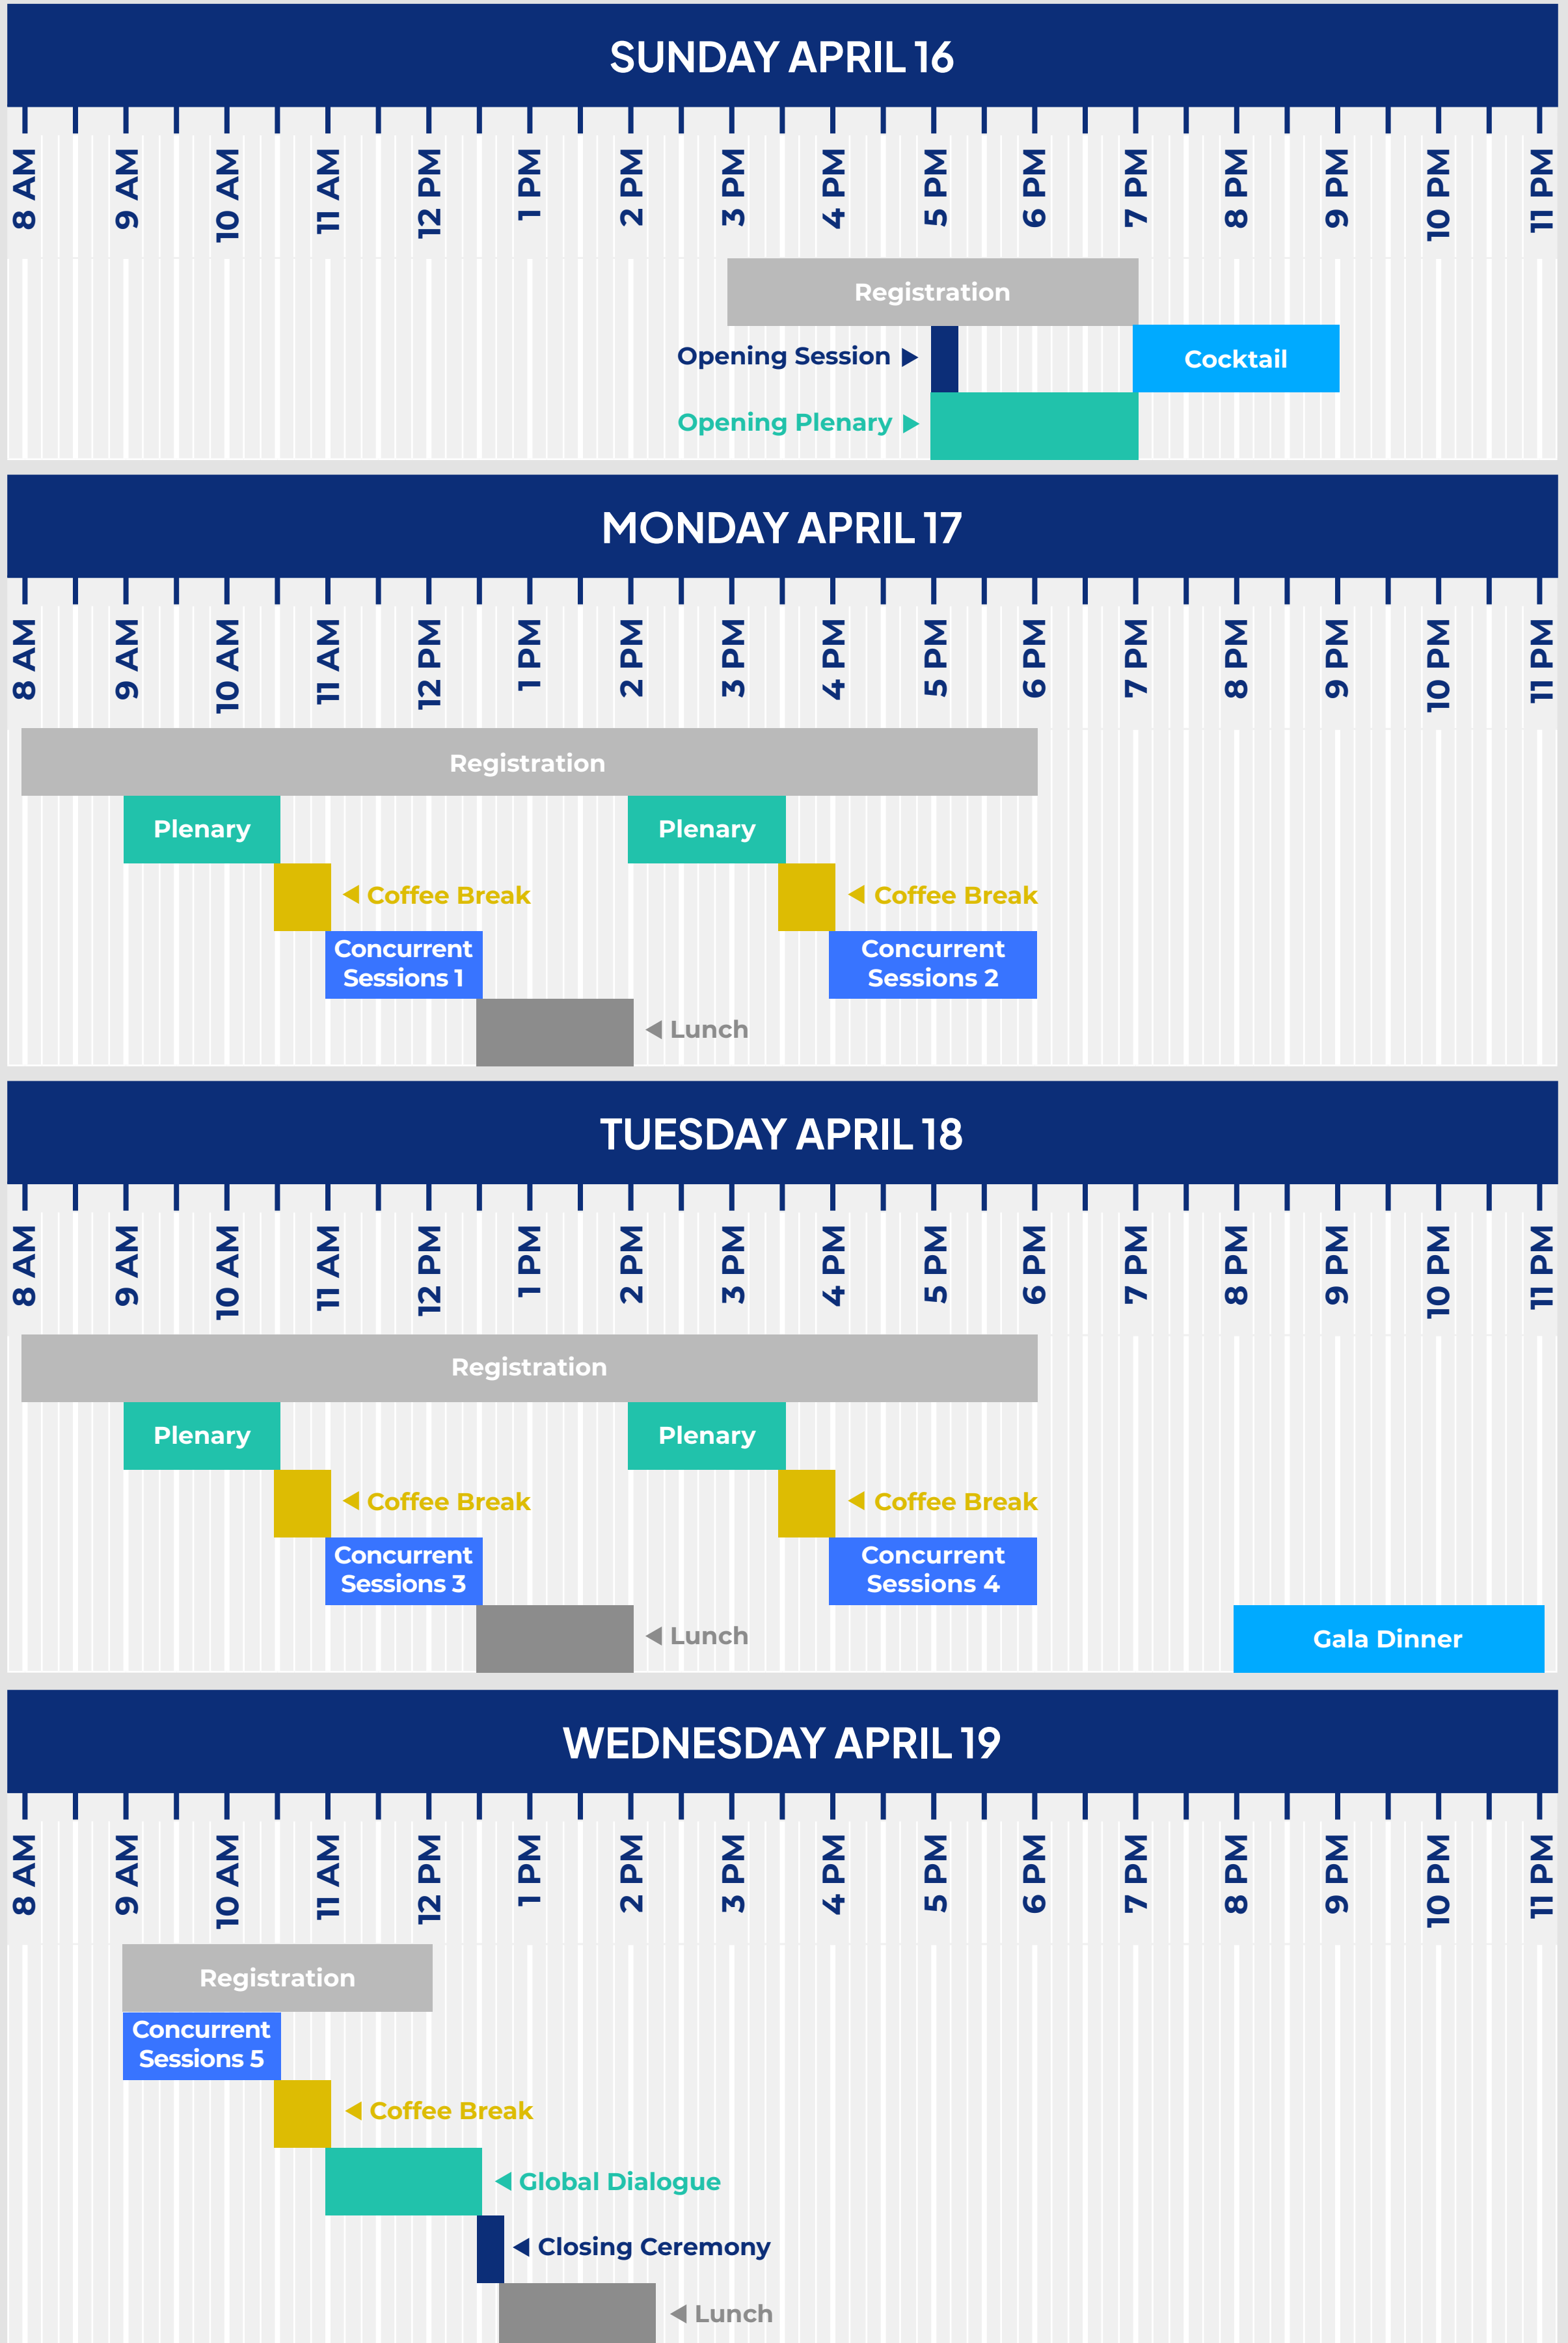 SUNDAY APRIL 16
8 AM
9 AM
10 AM
11 AM
12 PM
1 PM
2 PM
3 PM
4 PM
5 PM
6 PM
7 PM
8 PM
9 PM
10 PM
11 PM
Registration
Opening Session
Cocktail
Opening Plenary
MONDAY APRIL 17
8 AM
9 AM
10 AM
11 AM
12 PM
1 PM
2 PM
3 PM
4 PM
5 PM
6 PM
7 PM
8 PM
9 PM
10 PM
11 PM
Registration
Plenary
Plenary
Coffee Break
Coffee Break
Concurrent
Sessions 1
Concurrent
Sessions 2
Lunch
TUESDAY APRIL 18
8 AM
9 AM
10 AM
11 AM
12 PM
1 PM
2 PM
3 PM
4 PM
5 PM
6 PM
7 PM
8 PM
9 PM
10 PM
11 PM
Registration
Plenary
Plenary
Coffee Break
Coffee Break
Concurrent
Sessions 3
Concurrent
Sessions 4
Lunch
Gala Dinner
WEDNESDAY APRIL 19
8 AM
9 AM
10 AM
11 AM
12 PM
1 PM
2 PM
3 PM
4 PM
5 PM
6 PM
7 PM
8 PM
9 PM
10 PM
11 PM
Registration
Concurrent
Sessions 5
Coffee Break
Global Dialogue
Closing Ceremony
Lunch